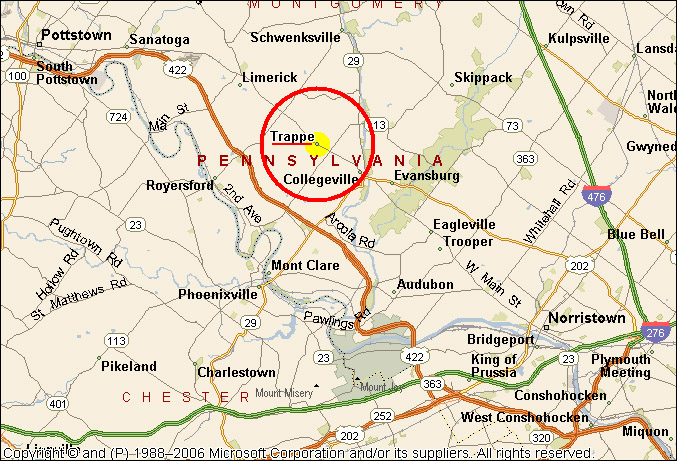 MONTGOMERY
Pottstown
Sanatoga
Schwenksville
Kulpsville
29
Lansda
South
Pottstown
422
100
Limerick
Skippack
North
Wale
724
Main St
Trappe
113
73
363
Gwyned
PENNSYLVANIA
Collegeville
Evansburg
Royersford
2nd Ave
476
Whitehall Rd
Arcola Rd
Eagleville
Trooper
Blue Bell
23
Pughtown Rd
Hollow Rd
St Matthews Rd
Mont Clare
202
W Main St
Phoenixville
Audubon
Pawlings Rd
Norristown
29
276
Bridgeport
113
23
422
King of
Prussia
23
Plymouth
Meeting
Pikeland
Charlestown
Mount Misery
Mount Joy
363
Conshohocken
CHESTER
401
252
202
West Conshohocken
320
Miquon
Copyright © and (P) 1988–2006 Microsoft Corporation and/or its suppliers. All rights reserved.